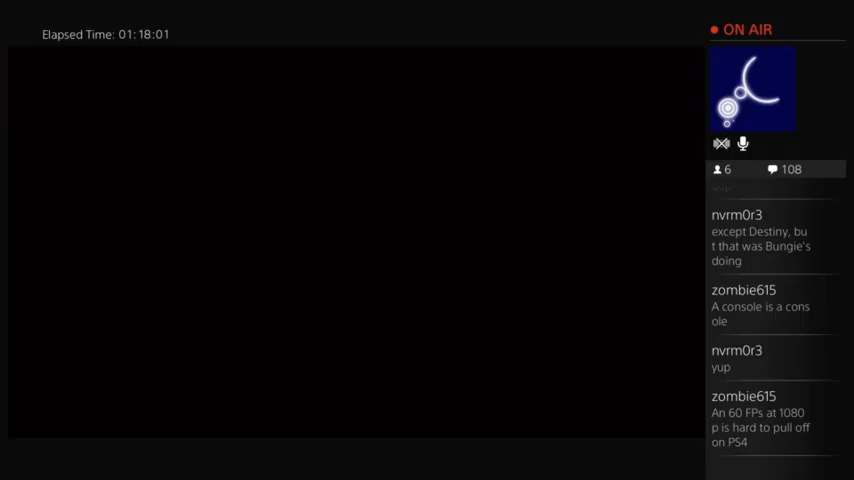 Elapsed Time: 01:18:01
ON AIR
6
108
nvrm0r3
except Destiny, bu
t that was Bungie's
doing
zombie615
A console is a cons
ole
nvrm0r3
yup
zombie615
An 60 FPs at 1080
p is hard to pull off
on PS4